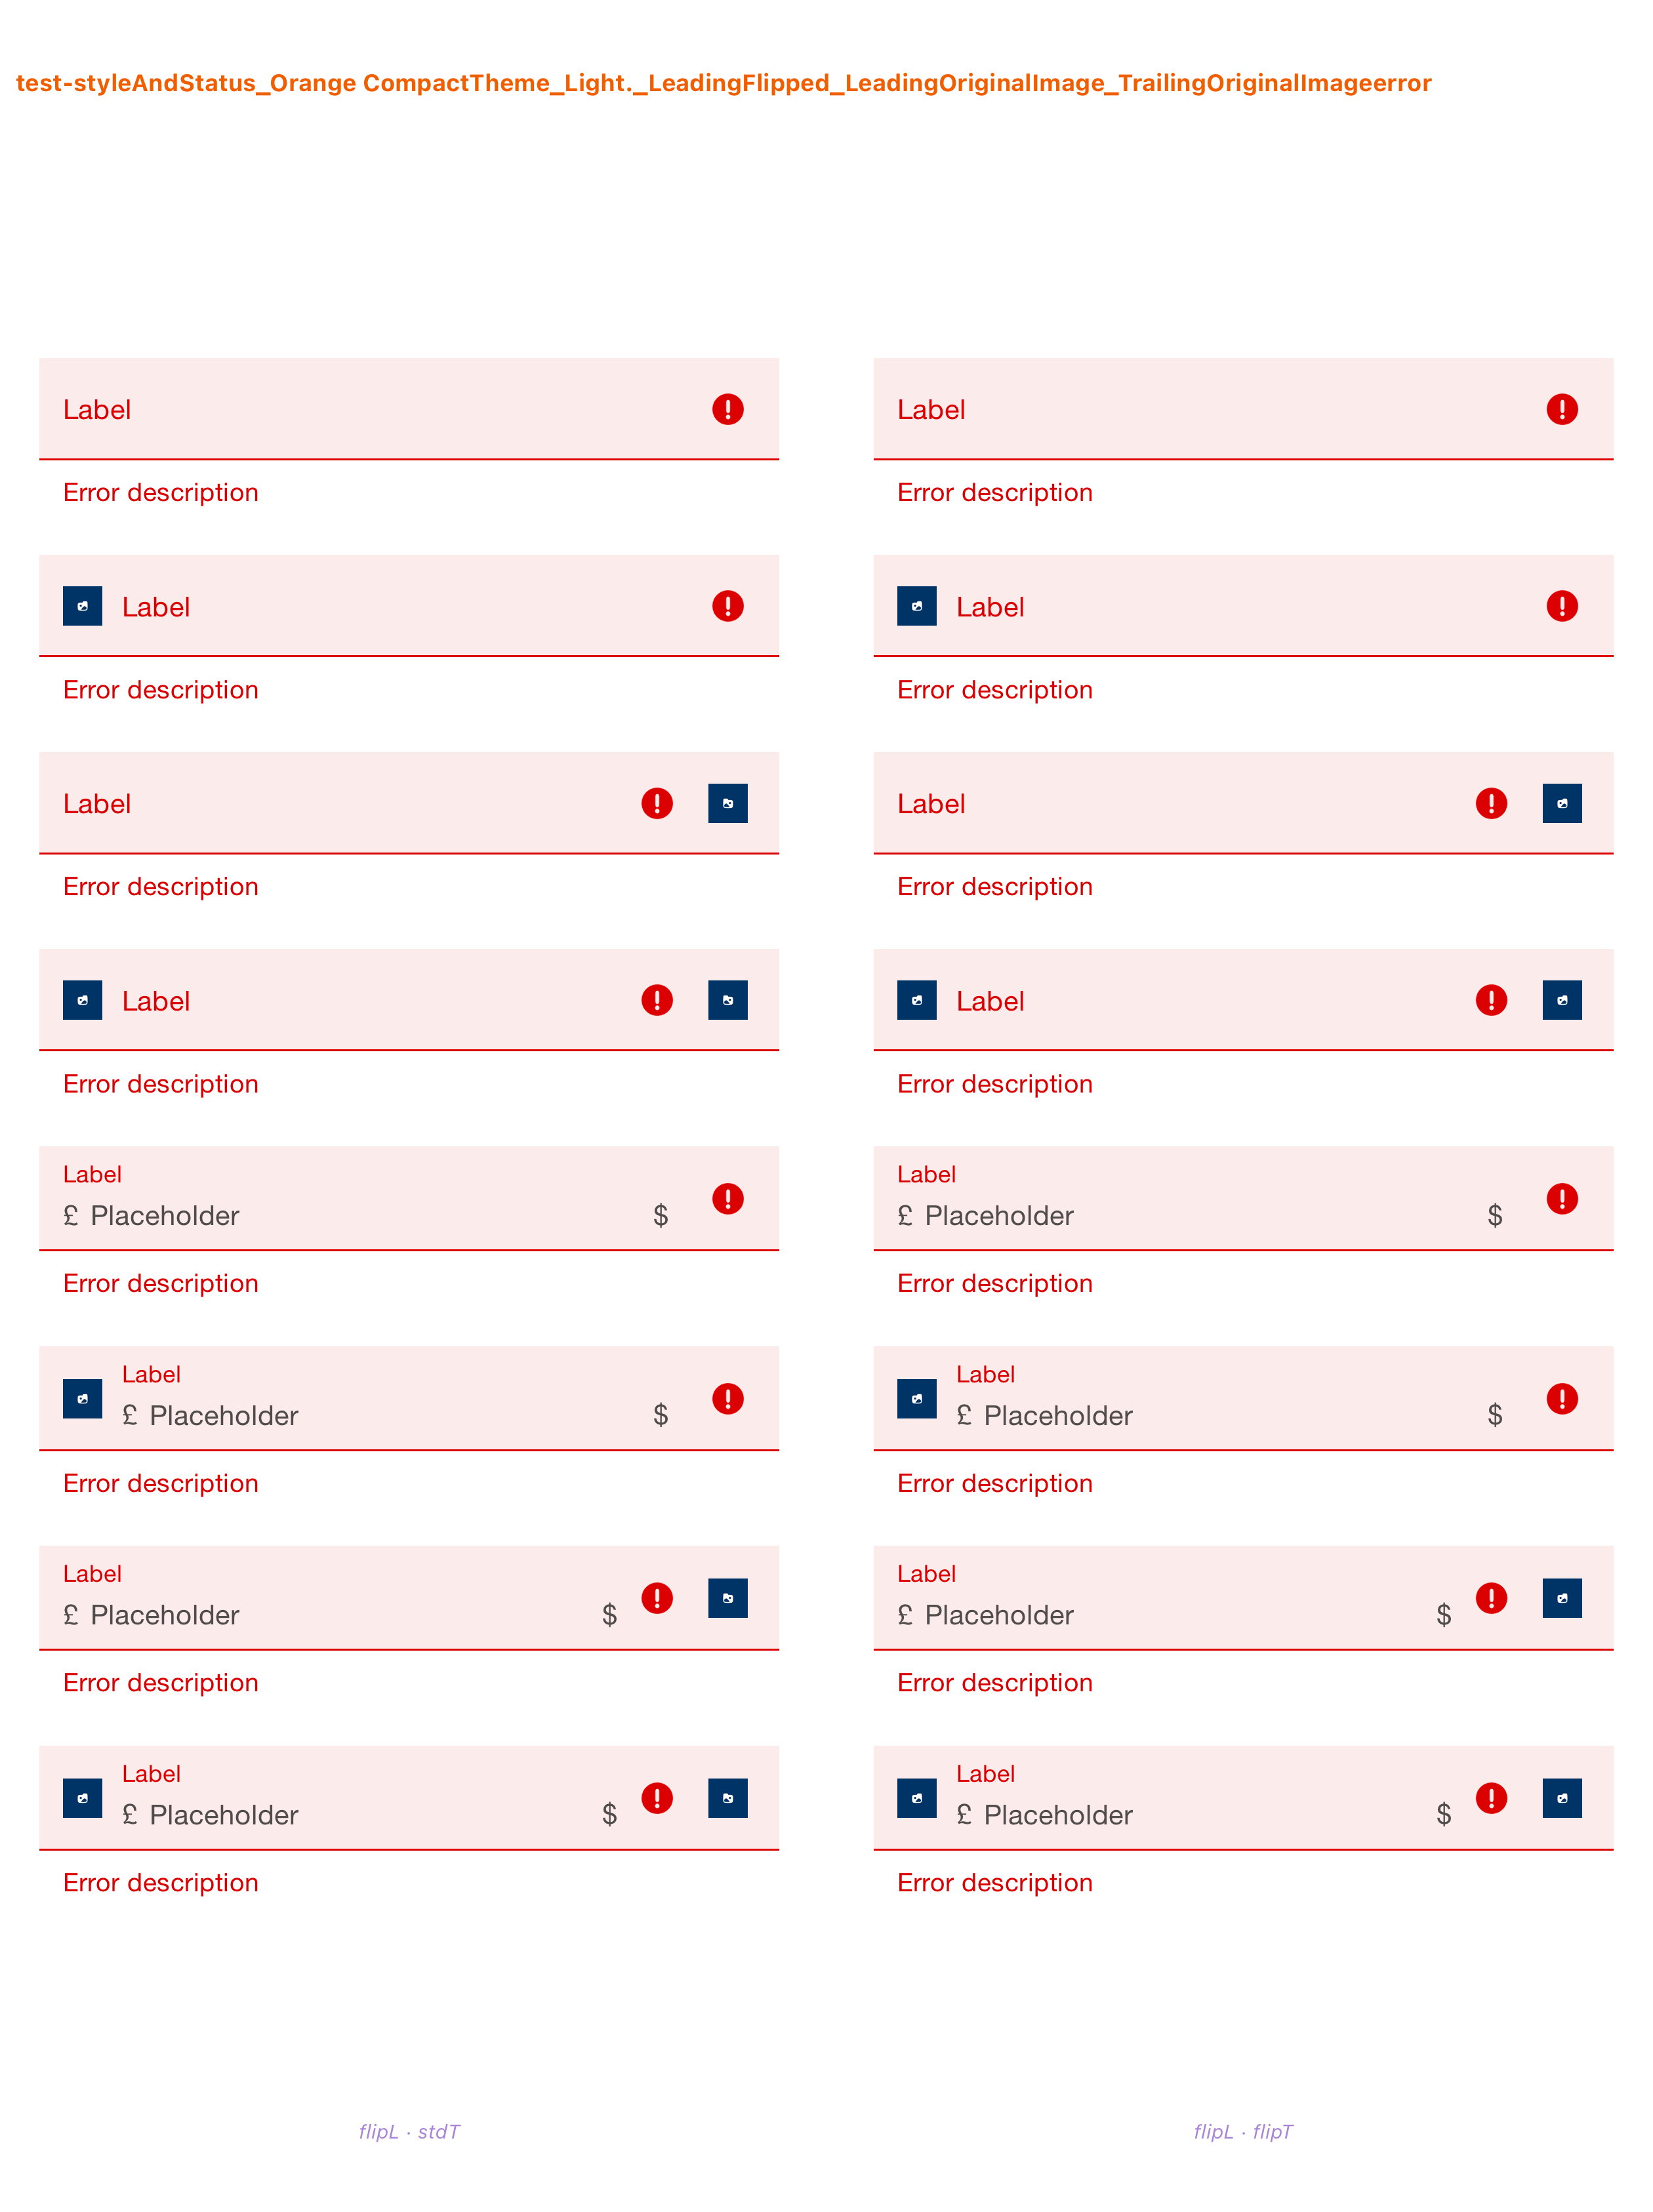 test-styleAndStatus_Orange CompactTheme_Light._LeadingFlipped_LeadingOriginalImage_TrailingOriginalImageerror
Label
Error description
Label
Error description
Label
Error description
Label
Error description
Label
£ Placeholder $
Error description
Label
£ Placeholder $
Error description
Label
£ Placeholder $
Error description
Label
£ Placeholder $
Error description
flipL · stdT
Label
Error description
Label
Error description
Label
Error description
Label
Error description
Label
£ Placeholder $
Error description
Label
£ Placeholder $
Error description
Label
£ Placeholder $
Error description
Label
£ Placeholder $
Error description
flipL · flipT